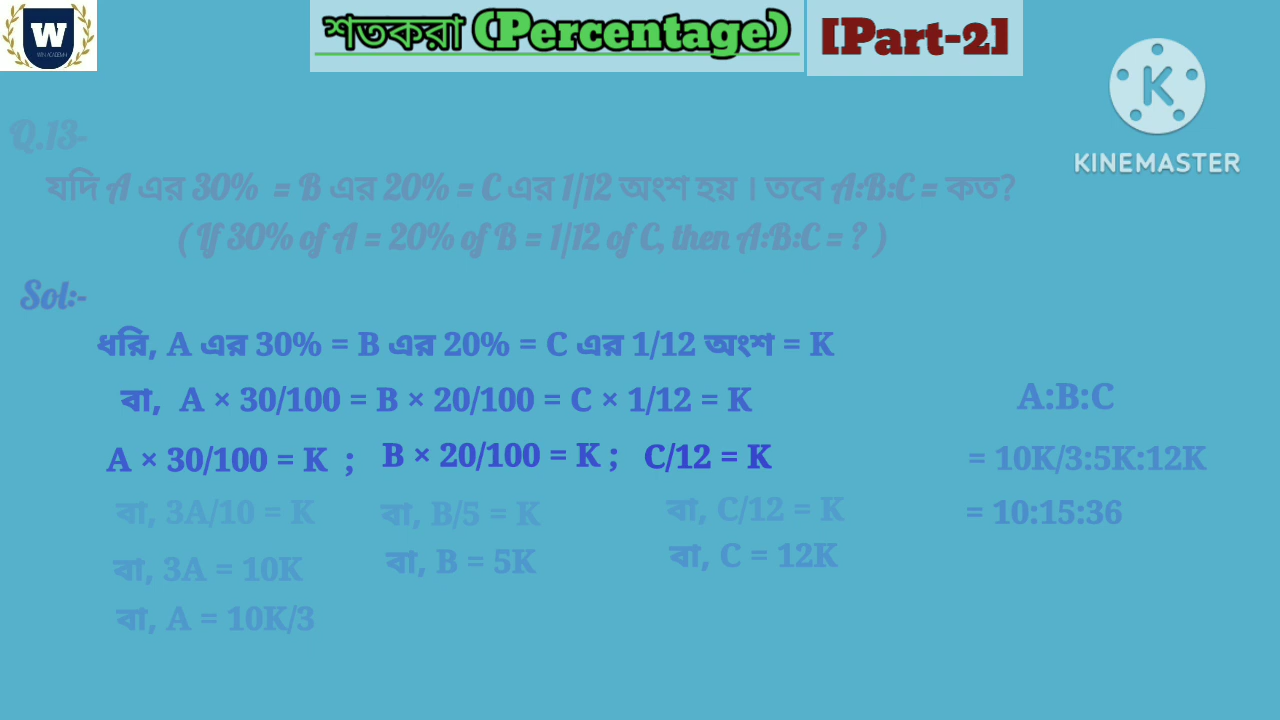 W
শতকরা (Percentage) [Part-2]
K
KINEMASTER
Q.13-
যদি A এর 30% = B এর 20% = C এর 1/12 অংশ হয় । তবে A:B:C = কত?
( If 30% of A = 20% of B = 1/12 of C, then A:B:C = ? )
Sol:-
ধরি, A এর 30% = B এর 20% = C এর 1/12 অংশ = K
বা, A × 30/100 = B × 20/100 = C × 1/12 = K
A:B:C
A × 30/100 = K ; B × 20/100 = K ; C/12 = K
= 10K/3:5K:12K
বা, 3A/10 = K বা, B/5 = K বা, C/12 = K
= 10:15:36
বা, 3A = 10K বা, B = 5K বা, C = 12K
বা, A = 10K/3